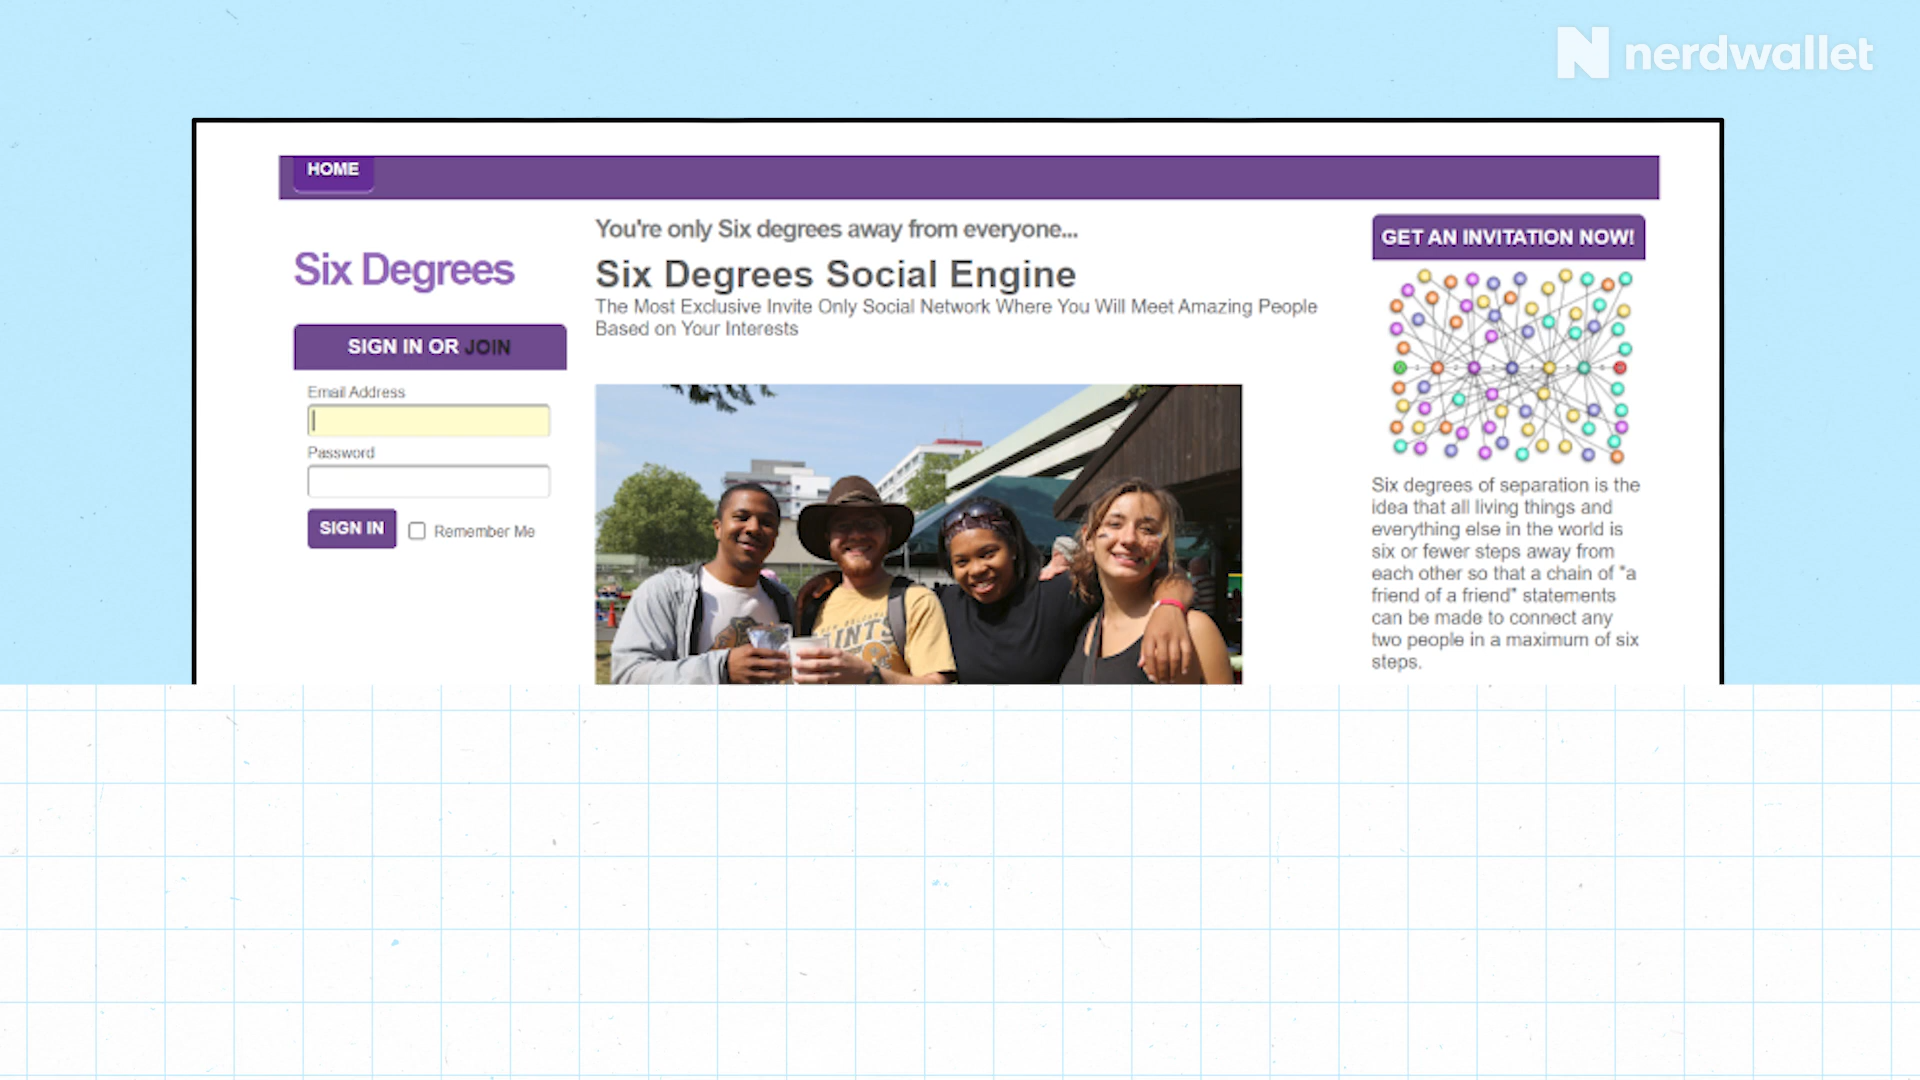 nerdwallet
HOME
Six Degrees
SIGN IN OR JOIN
Email Address
Password
SIGN IN
Remember Me
You're only Six degrees away from everyone...
Six Degrees Social Engine
The Most Exclusive Invite Only Social Network Where You Will Meet Amazing People
Based on Your Interests
GET AN INVITATION NOW!
Six degrees of separation is the
idea that all living things and
everything else in the world is
six or fewer steps away from
each other so that a chain of "a
friend of a friend" statements
can be made to connect any
two people in a maximum of six
steps.